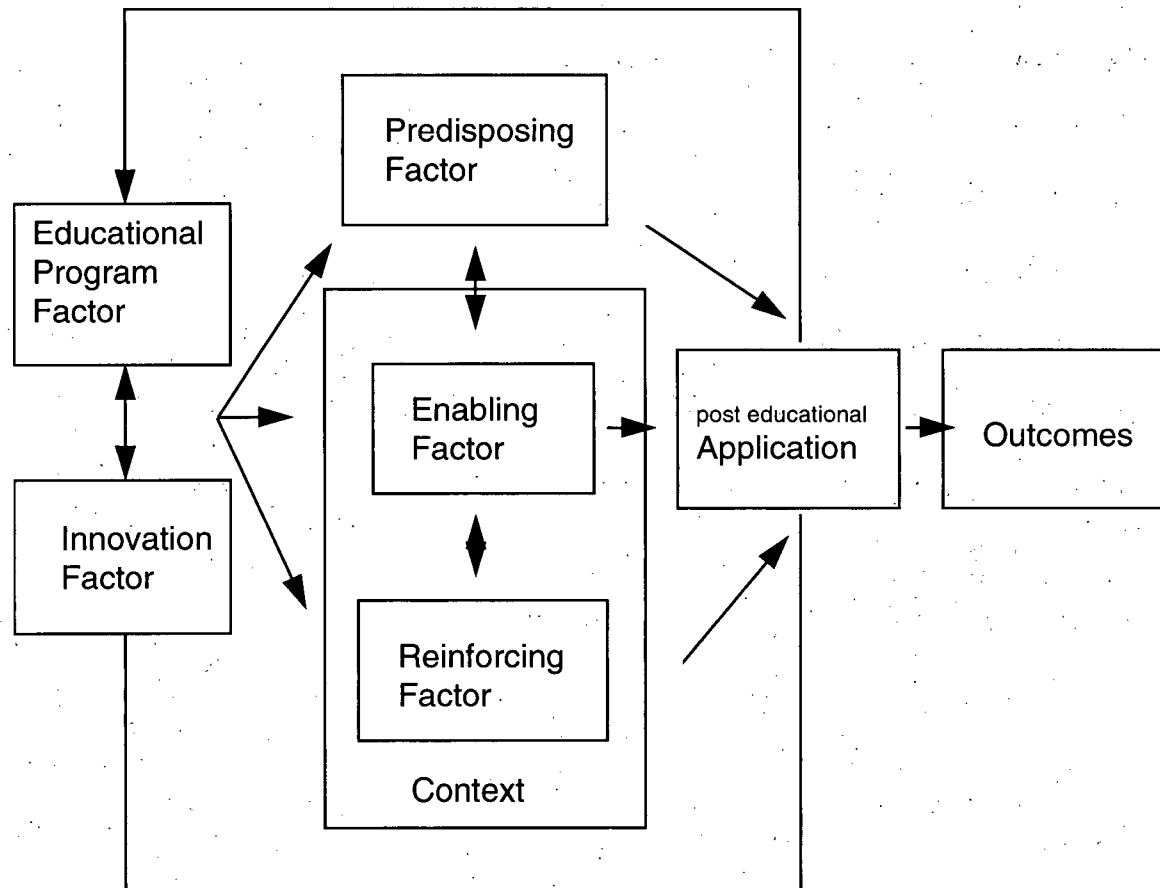 Predisposing
Factor
Educational
Program
Factor
Enabling
Factor
post educational
Application
Outcomes
Innovation
Factor
Reinforcing
Factor
Context